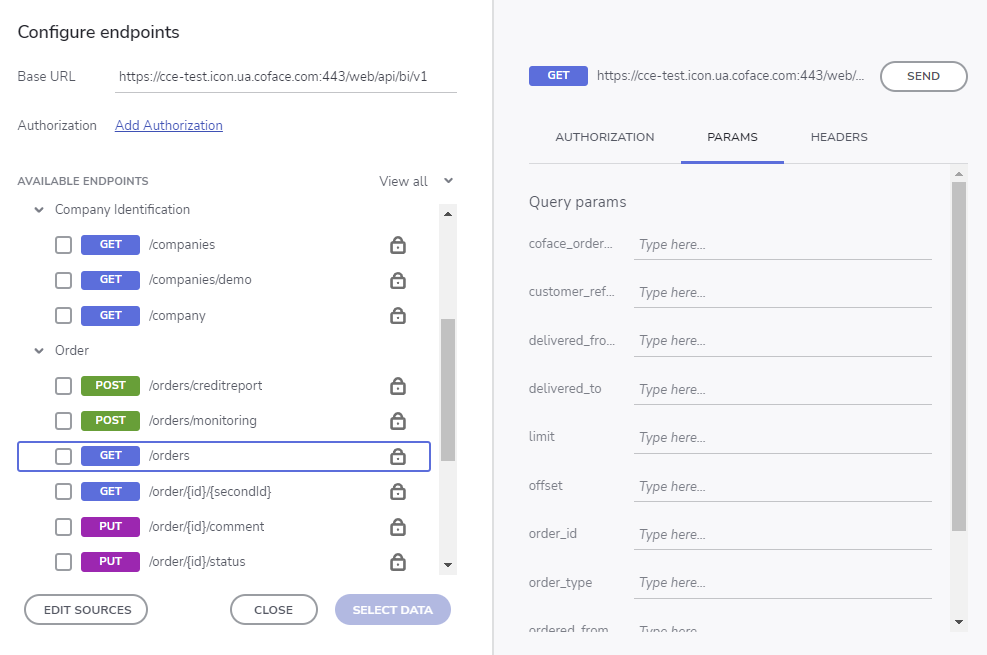 Configure endpoints
Base URL https://cce-test.icon.ua.coface.com:443/web/api/bi/v1
Authorization Add Authorization
AVAILABLE ENDPOINTS View all
Company Identification
GET /companies
GET /companies/demo
GET /company
Order
POST /orders/creditreport
POST /orders/monitoring
GET /orders
GET /order/{id}/{secondId}
PUT /order/{id}/comment
PUT /order/{id}/status
EDIT SOURCES CLOSE SELECT DATA
GET https://cce-test.icon.ua.coface.com:443/web/... SEND
AUTHORIZATION PARAMS HEADERS
Query params
coface_order... Type here...
customer_ref... Type here...
delivered_fro... Type here...
delivered_to Type here...
limit Type here...
offset Type here...
order_id Type here...
order_type Type here...
ordered_from Type here...